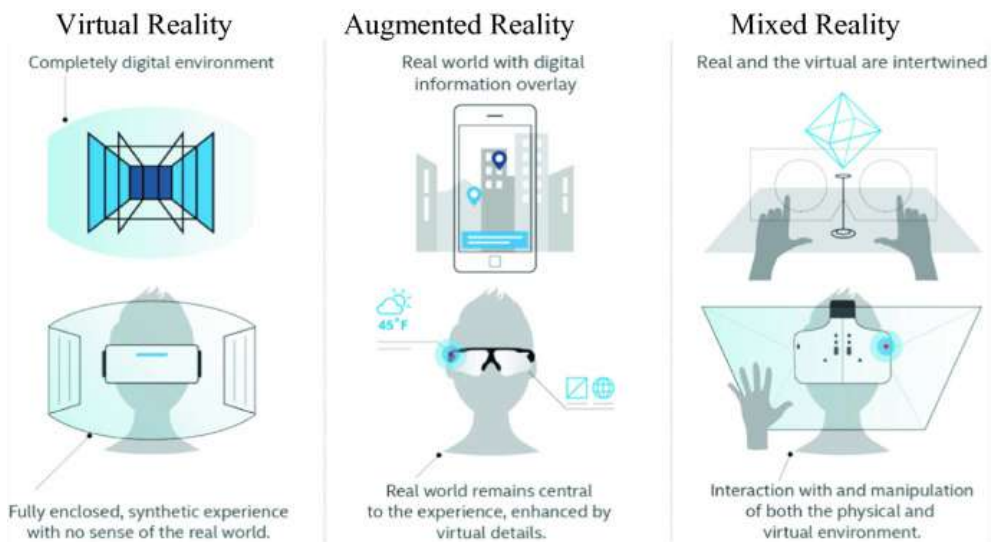 Virtual Reality
Completely digital environment
Fully enclosed, synthetic experience
with no sense of the real world.
Augmented Reality
Real world with digital
information overlay
45°F
Real world remains central
to the experience, enhanced by
virtual details.
Mixed Reality
Real and the virtual are intertwined
Interaction with and manipulation
of both the physical and
virtual environment.